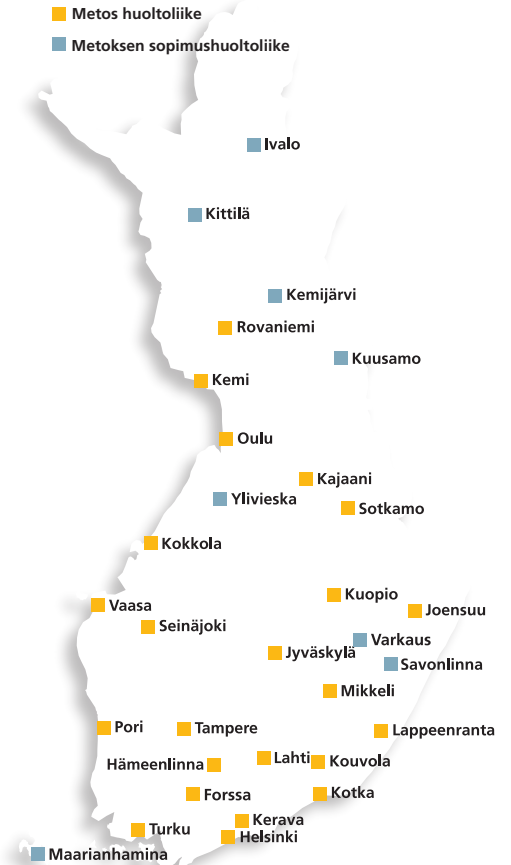 Metos huoltoliike
Metoksen sopimushuoltoliike
Ivalo
Kittilä
Kemijärvi
Rovaniemi
Kuusamo
Kemi
Oulu
Kajaani
Ylivieska
Sotkamo
Kokkola
Kuopio
Vaasa
Joensuu
Seinäjoki
Varkaus
Jyväskylä
Savonlinna
Mikkeli
Pori
Tampere
Lappeenranta
Hämeenlinna
Lahti
Kouvola
Forssa
Kotka
Kerava
Turku
Helsinki
Maarianhamina